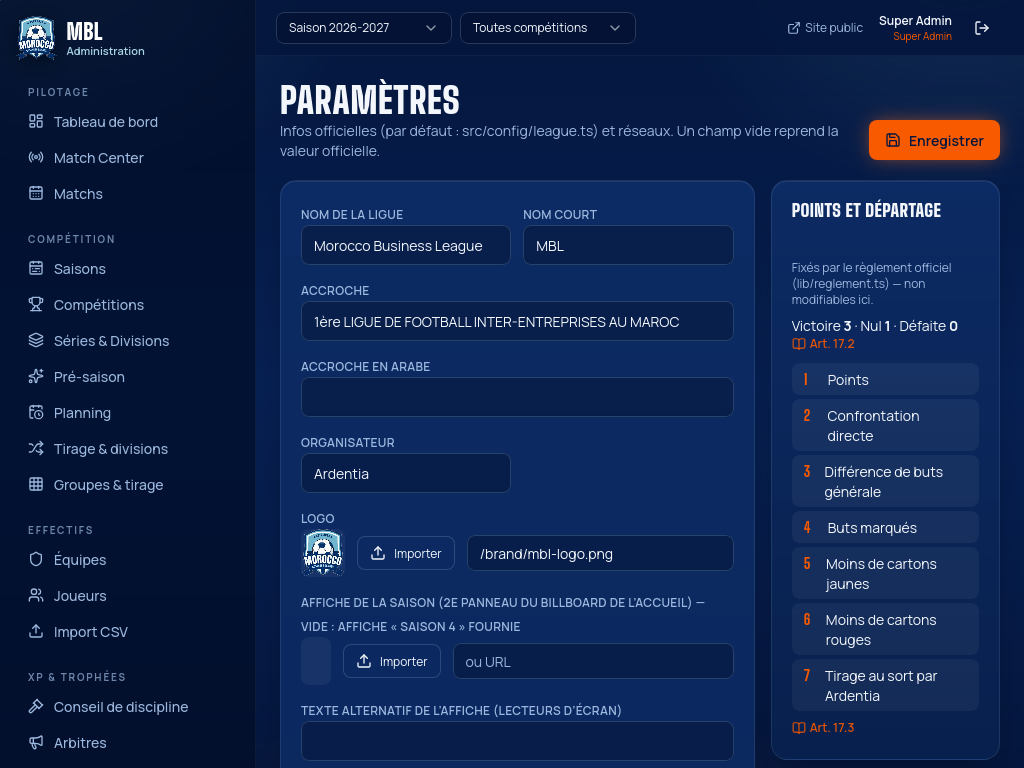 MBL
Administration
PILOTAGE
Tableau de bord
Match Center
Matchs
COMPÉTITION
Saisons
Compétitions
Séries & Divisions
Pré-saison
Planning
Tirage & divisions
Groupes & tirage
EFFECTIFS
Équipes
Joueurs
Import CSV
XP & TROPHÉES
Conseil de discipline
Arbitres
Saison 2026-2027
Toutes compétitions
Site public
Super Admin
Super Admin
PARAMÈTRES
Infos officielles (par défaut : src/config/league.ts) et réseaux. Un champ vide reprend la
valeur officielle.
Enregistrer
NOM DE LA LIGUE
Morocco Business League
NOM COURT
MBL
ACCROCHE
1ère LIGUE DE FOOTBALL INTER-ENTREPRISES AU MAROC
ACCROCHE EN ARABE
ORGANISATEUR
Ardentia
LOGO
MOROCCO
Importer
/brand/mbl-logo.png
AFFICHE DE LA SAISON (2E PANNEAU DU BILLBOARD DE L'ACCUEIL) —
VIDE : AFFICHE « SAISON 4 » FOURNIE
Importer
ou URL
TEXTE ALTERNATIF DE L'AFFICHE (LECTEURS D'ÉCRAN)
POINTS ET DÉPARTAGE
Fixés par le règlement officiel
(lib/reglement.ts) — non
modifiables ici.
Victoire 3 · Nul 1 · Défaite 0
Art. 17.2
1 Points
2 Confrontation
directe
3 Différence de buts
générale
4 Buts marqués
5 Moins de cartons
jaunes
6 Moins de cartons
rouges
7 Tirage au sort par
Ardentia
Art. 17.3